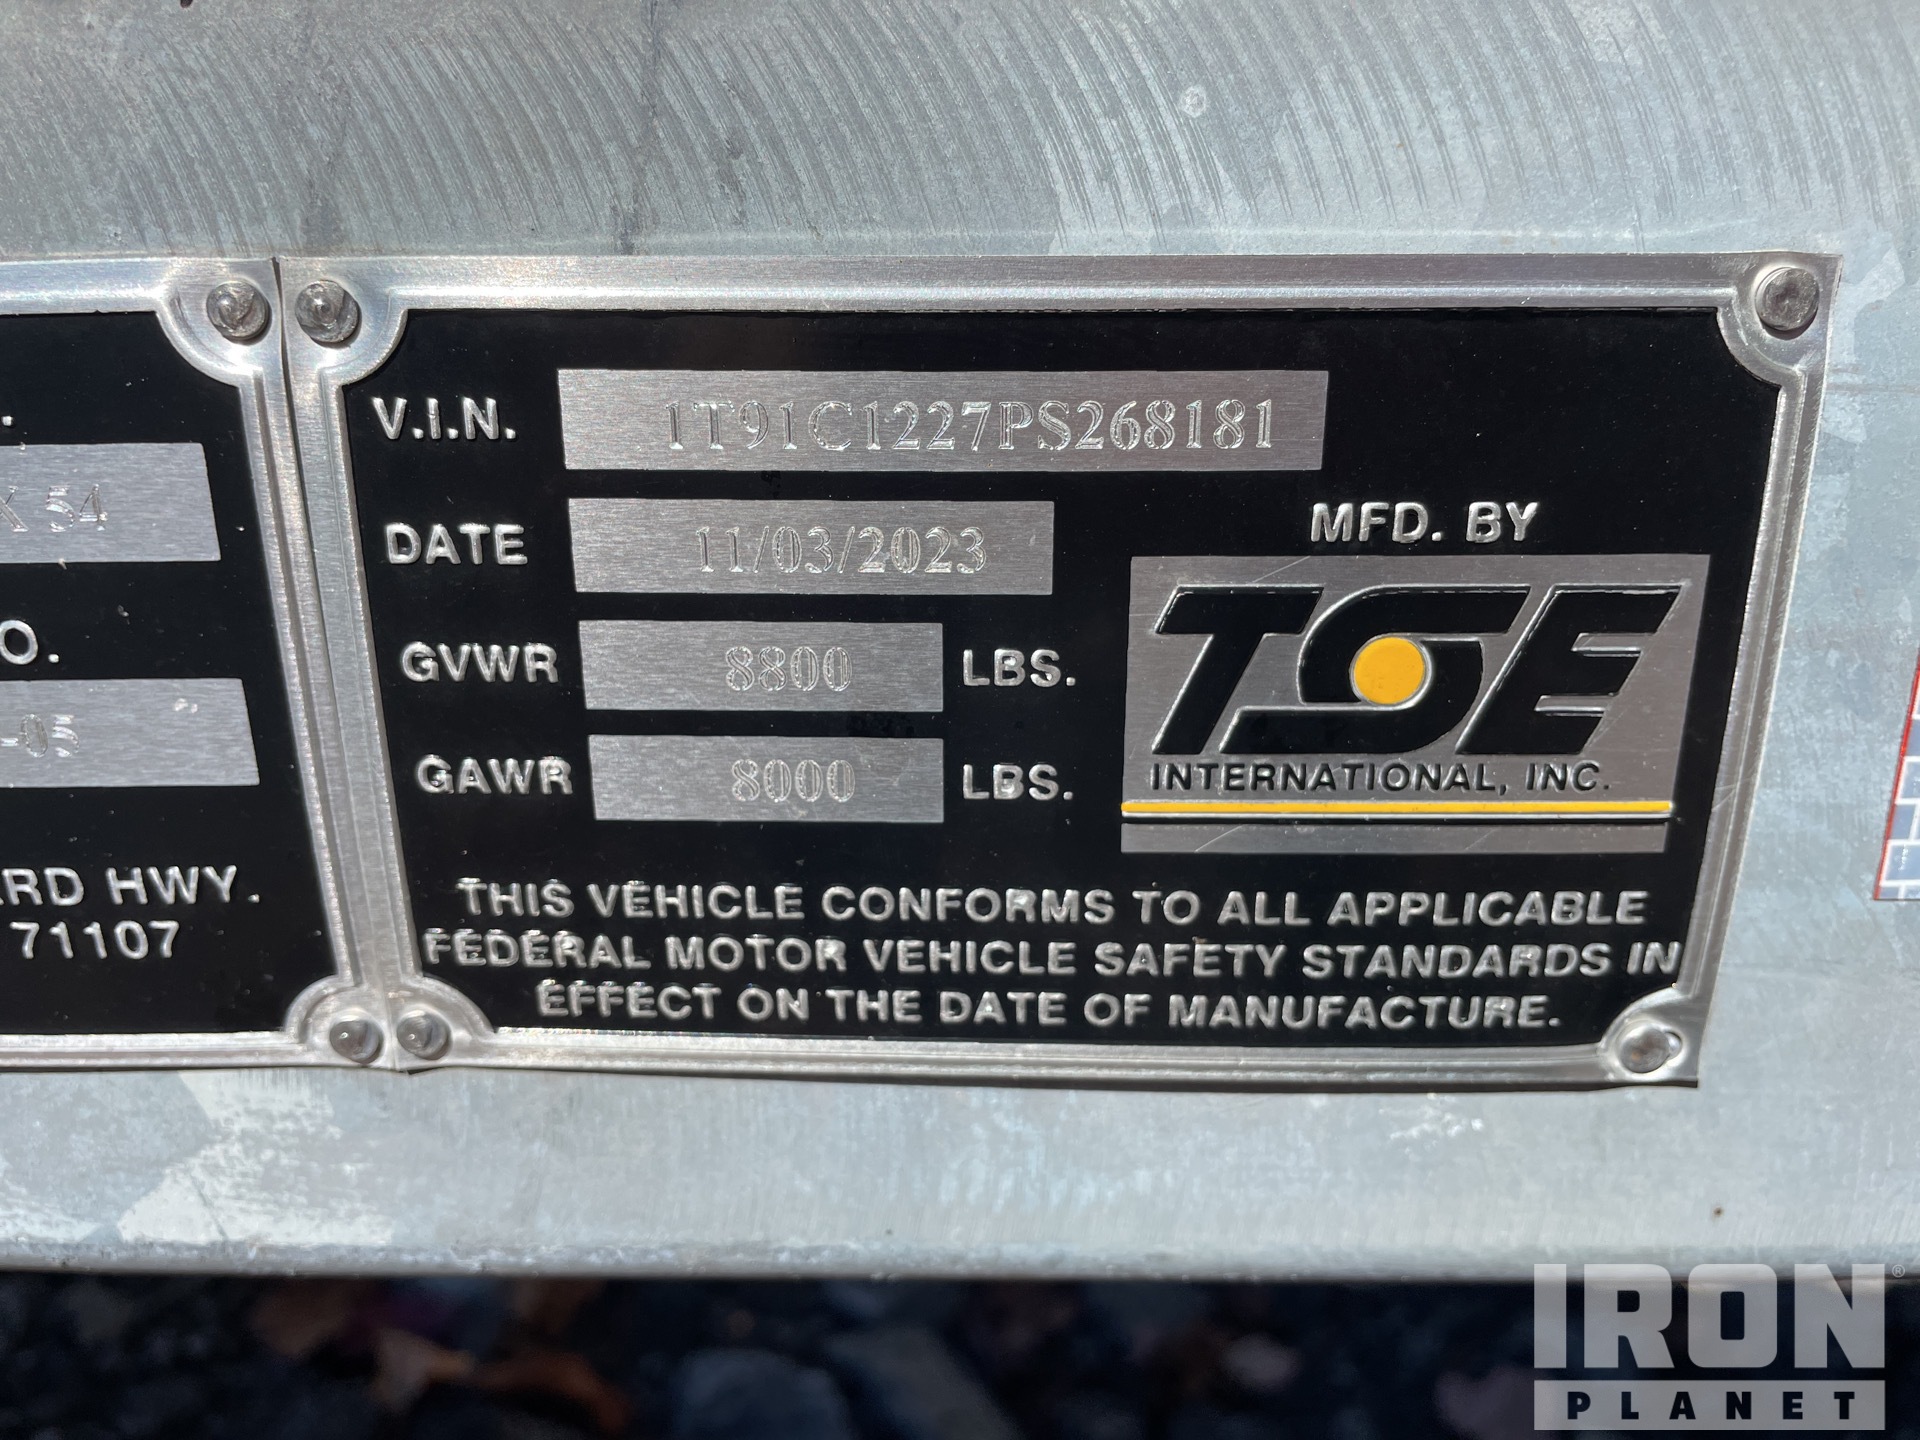 X 54
O.
-05
RD HWY.
71107
V.I.N. 1T91C1227PS268181
DATE 11/03/2023
GVWR 8800 LBS.
GAWR 8000 LBS.
MFD. BY
TSE
INTERNATIONAL, INC.
THIS VEHICLE CONFORMS TO ALL APPLICABLE
FEDERAL MOTOR VEHICLE SAFETY STANDARDS IN
EFFECT ON THE DATE OF MANUFACTURE.
IRON®
PLANET